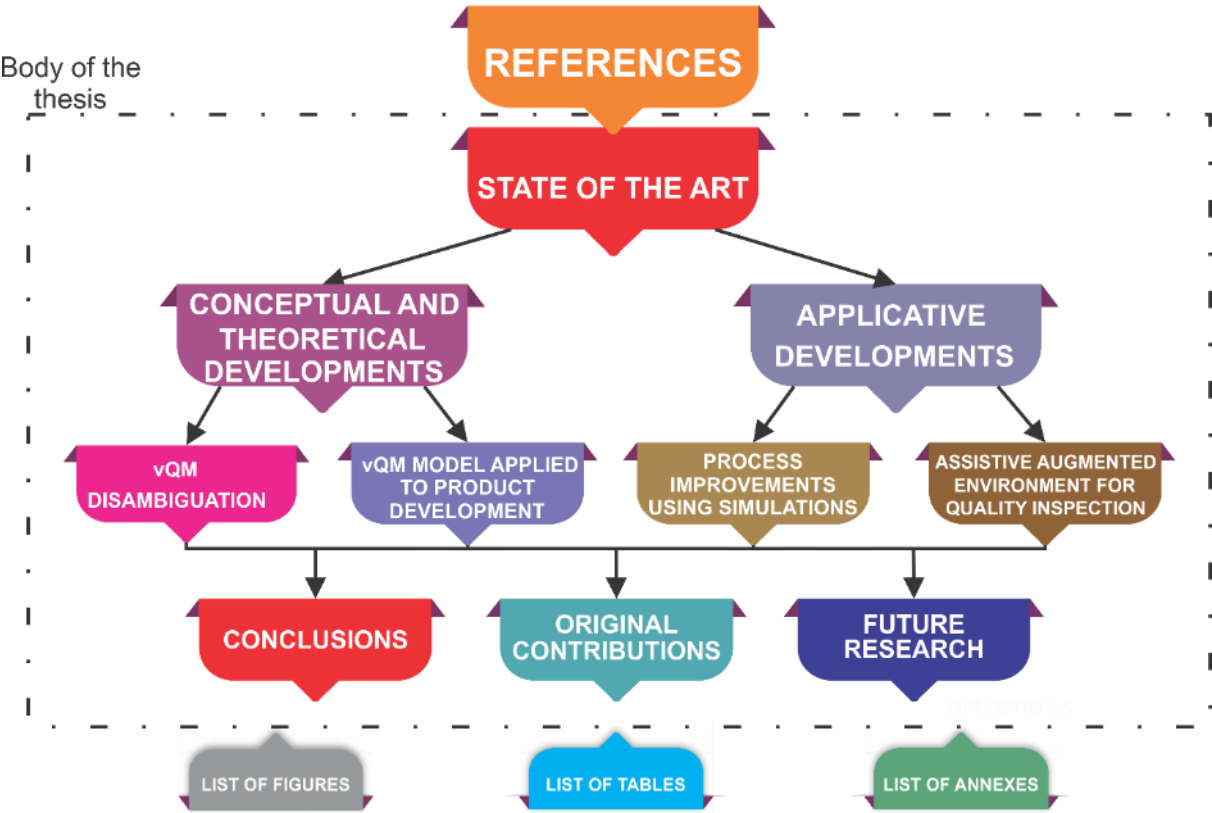 REFERENCES
Body of the
thesis
STATE OF THE ART
CONCEPTUAL AND
THEORETICAL
DEVELOPMENTS
APPLICATIVE
DEVELOPMENTS
vQM
DISAMBIGUATION
vQM MODEL APPLIED
TO PRODUCT
DEVELOPMENT
PROCESS
IMPROVEMENTS
USING SIMULATIONS
ASSISTIVE AUGMENTED
ENVIRONMENT FOR
QUALITY INSPECTION
CONCLUSIONS
ORIGINAL
CONTRIBUTIONS
FUTURE
RESEARCH
DIRECTIONS
LIST OF FIGURES
LIST OF TABLES
LIST OF ANNEXES